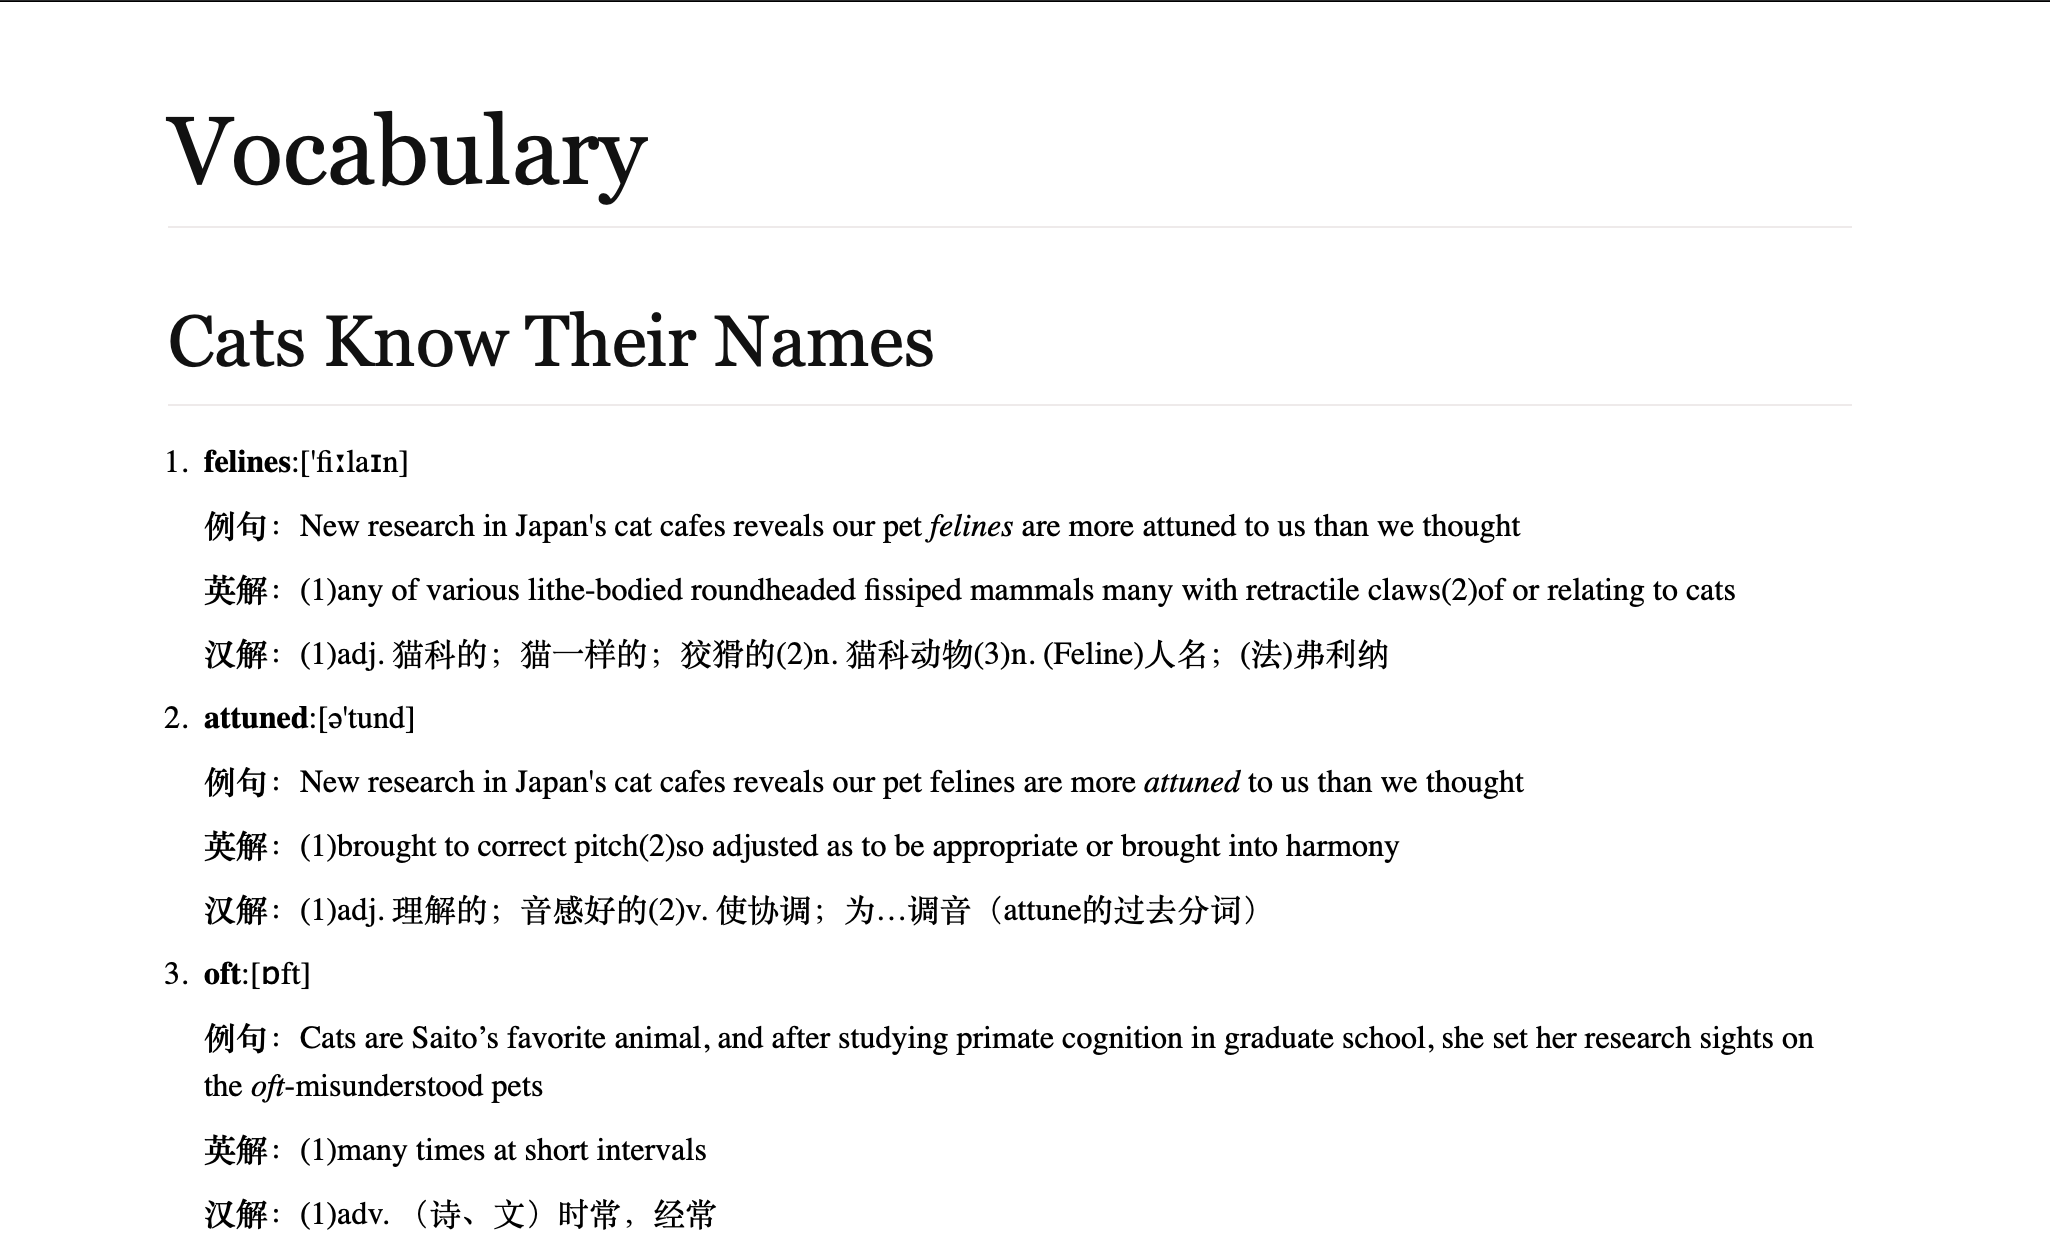 Vocabulary
Cats Know Their Names
1. felines:['fiːlaɪn]
例句：New research in Japan's cat cafes reveals our pet felines are more attuned to us than we thought
英解：(1)any of various lithe-bodied roundheaded fissiped mammals many with retractile claws(2)of or relating to cats
汉解：(1)adj. 猫科的；猫一样的；狡猾的(2)n. 猫科动物(3)n. (Feline)人名；(法)弗利纳
2. attuned:[ə'tund]
例句：New research in Japan's cat cafes reveals our pet felines are more attuned to us than we thought
英解：(1)brought to correct pitch(2)so adjusted as to be appropriate or brought into harmony
汉解：(1)adj. 理解的；音感好的(2)v. 使协调；为…调音（attune的过去分词）
3. oft:[ɒft]
例句：Cats are Saito’s favorite animal, and after studying primate cognition in graduate school, she set her research sights on
the oft-misunderstood pets
英解：(1)many times at short intervals
汉解：(1)adv. （诗、文）时常，经常